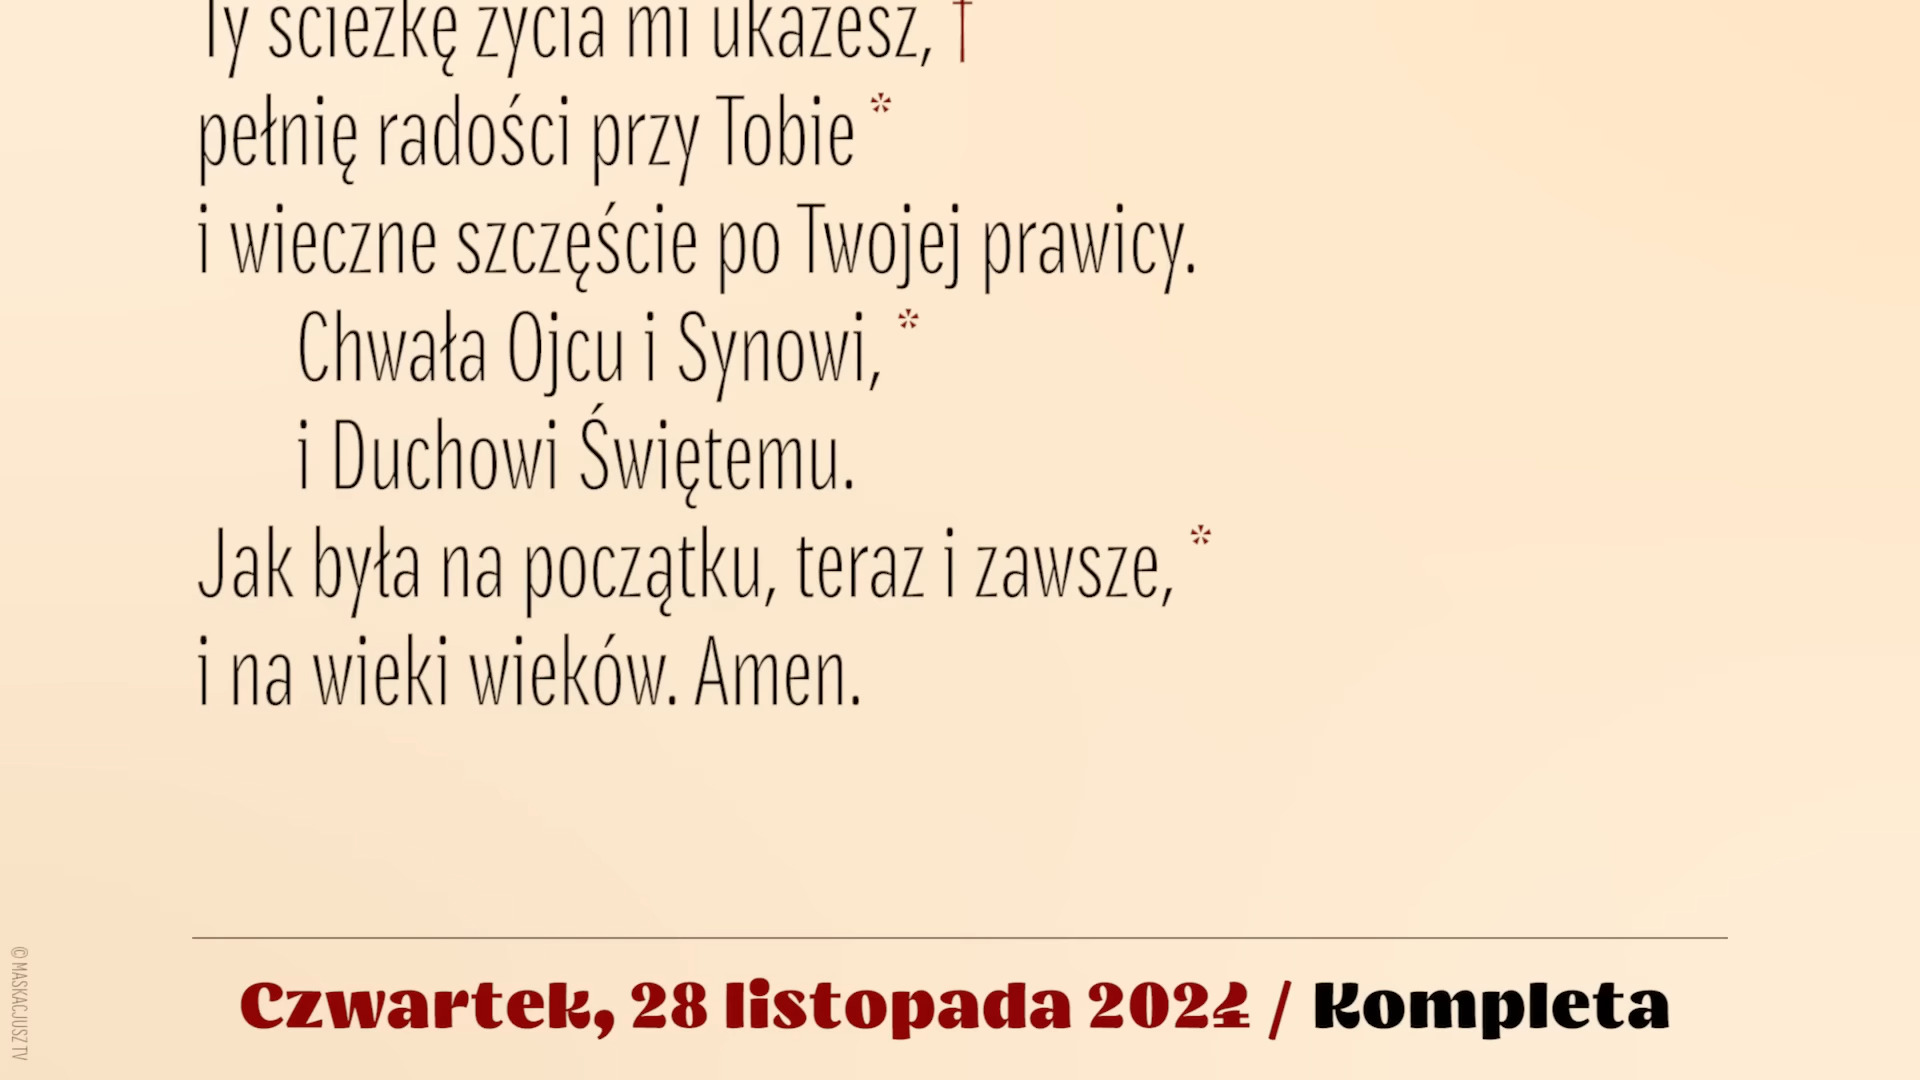 Ty ścieżkę życia mi ukażesz, †
pełnię radości przy Tobie *
i wieczne szczęście po Twojej prawicy.
Chwała Ojcu i Synowi, *
i Duchowi Świętemu.
Jak była na początku, teraz i zawsze, *
i na wieki wieków. Amen.
Czwartek, 28 listopada 2024 / Kompleta
© MASKACJUSZ TV